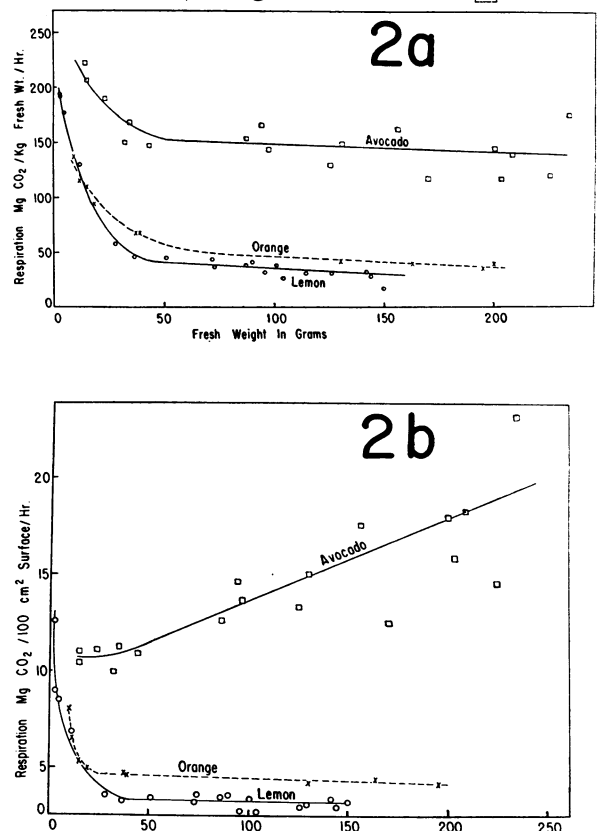 2a
Respiration Mg CO2/Kg Fresh Wt./Hr.
250
200
150
100
50
0
Avocado
Orange
Lemon
0 50 100 150 200
Fresh Weight In Grams
2b
Respiration Mg CO2/100 cm2 Surface/Hr.
20
15
10
5
0
Avocado
Orange
Lemon
0 50 100 150 200 250